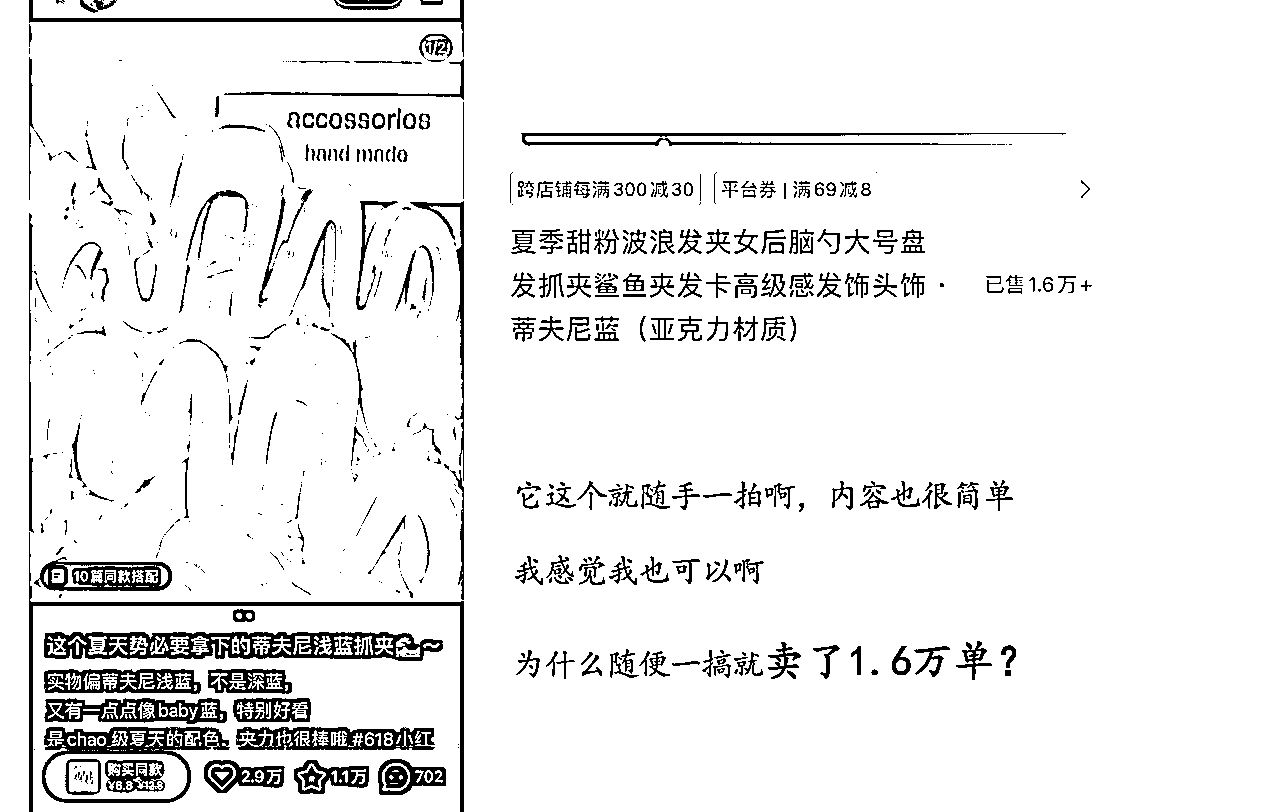 1/2
accossorios
hand mado
10篇同款搭配
这个夏天势必要拿下的蒂夫尼浅蓝抓夹
实物偏蒂夫尼浅蓝，不是深蓝，
又有一点点像baby蓝，特别好看
是chao级夏天的配色、夹力也很棒哦#618小红
购买同款
2.9万
1.1万
702
跨店铺每满300减30
平台券 | 满69减8
夏季甜粉波浪发夹女后脑勺大号盘
发抓夹鲨鱼夹发卡高级感发饰头饰·
已售1.6万+
蒂夫尼蓝（亚克力材质）
它这个就随手一拍啊，内容也很简单
我感觉我也可以啊
为什么随便一搞就卖了1.6万单？